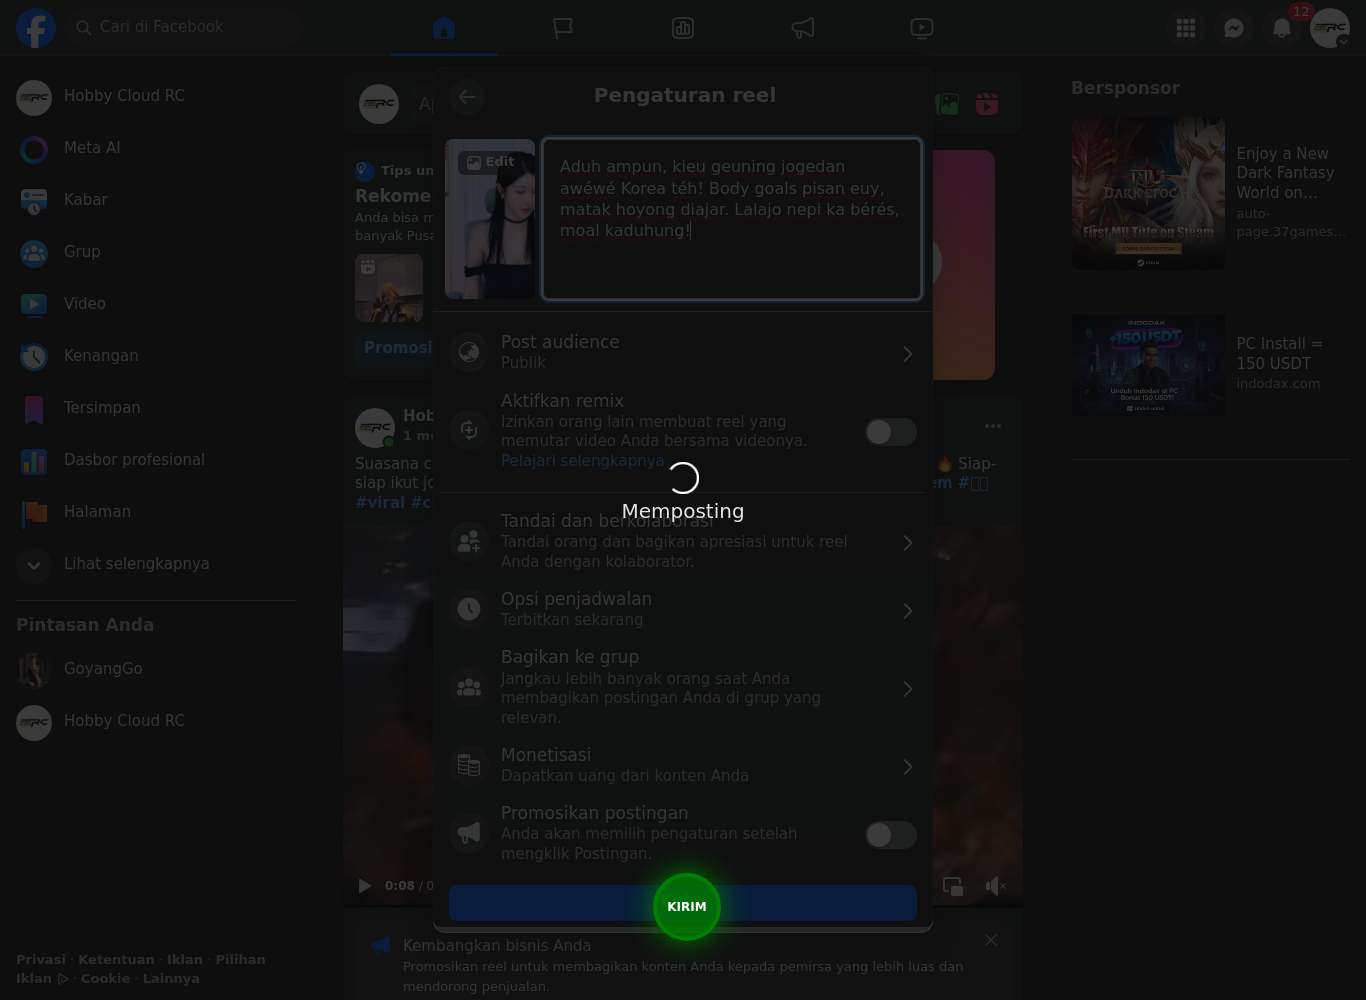 Cari di Facebook
12
Hobby Cloud RC
Meta AI
Kabar
Grup
Video
Kenangan
Tersimpan
Dasbor profesional
Halaman
Lihat selengkapnya
Pintasan Anda
GoyangGo
Hobby Cloud RC
Privasi · Ketentuan · Iklan · Pilihan
Iklan · Cookie · Lainnya
Tips un
Rekome
Anda bisa m
banyak Pusa
Promosi
Hob
Suasana c
siap ikut jo
#viral #c
🔥 Siap-
0:08 / 0
Pengaturan reel
Edit
Aduh ampun, kieu geuning jogedan
awéwé Korea téh! Body goals pisan euy,
matak hoyong diajar. Lalajo nepi ka bérés,
moal kaduhung!
Post audience
Publik
Aktifkan remix
Izinkan orang lain membuat reel yang
memutar video Anda bersama videonya.
Pelajari selengkapnya
Memposting
Tandai dan berkolaborasi
Tandai orang dan bagikan apresiasi untuk reel
Anda dengan kolaborator.
Opsi penjadwalan
Terbitkan sekarang
Bagikan ke grup
Jangkau lebih banyak orang saat Anda
membagikan postingan Anda di grup yang
relevan.
Monetisasi
Dapatkan uang dari konten Anda
Promosikan postingan
Anda akan memilih pengaturan setelah
mengklik Postingan.
KIRIM
Kembangkan bisnis Anda
Promosikan reel untuk membagikan konten Anda kepada pemirsa yang lebih luas dan
mendorong penjualan.
Bersponsor
MU
DARK EPOCH
First MU Title on Steam
Enjoy a New
Dark Fantasy
World on...
auto-
page.37games...
INDODAX
+150USDT
Unduh Indodax di PC
Bonus 150 USDT!
PC Install =
150 USDT
indodax.com